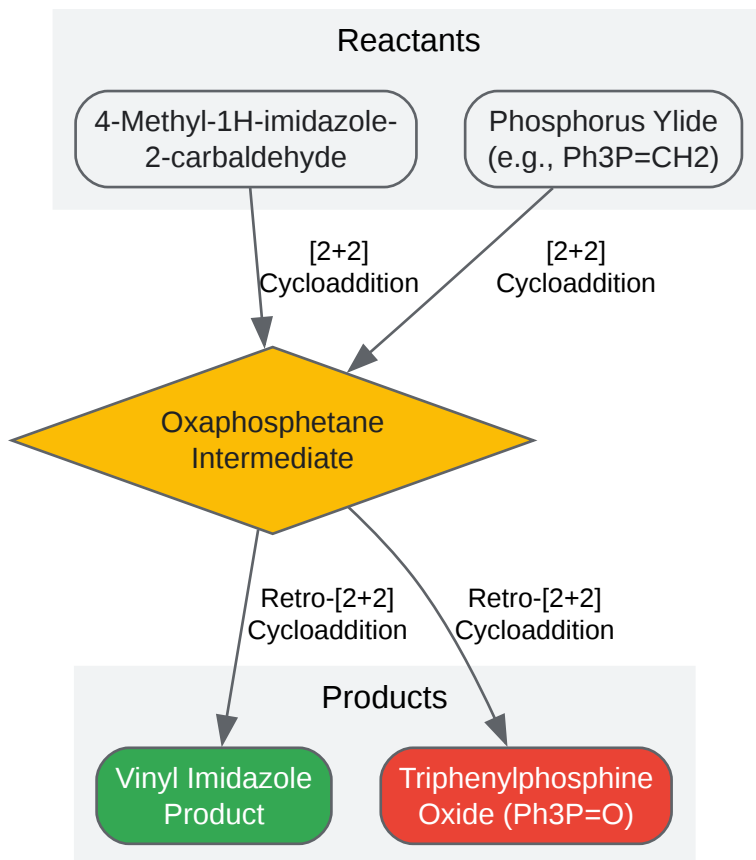 Reactants
4-Methyl-1H-imidazole-
2-carbaldehyde
Phosphorus Ylide
(e.g., Ph3P=CH2)
[2+2]
Cycloaddition
[2+2]
Cycloaddition
Oxaphosphetane
Intermediate
Retro-[2+2]
Cycloaddition
Retro-[2+2]
Cycloaddition
Products
Vinyl Imidazole
Product
Triphenylphosphine
Oxide (Ph3P=O)